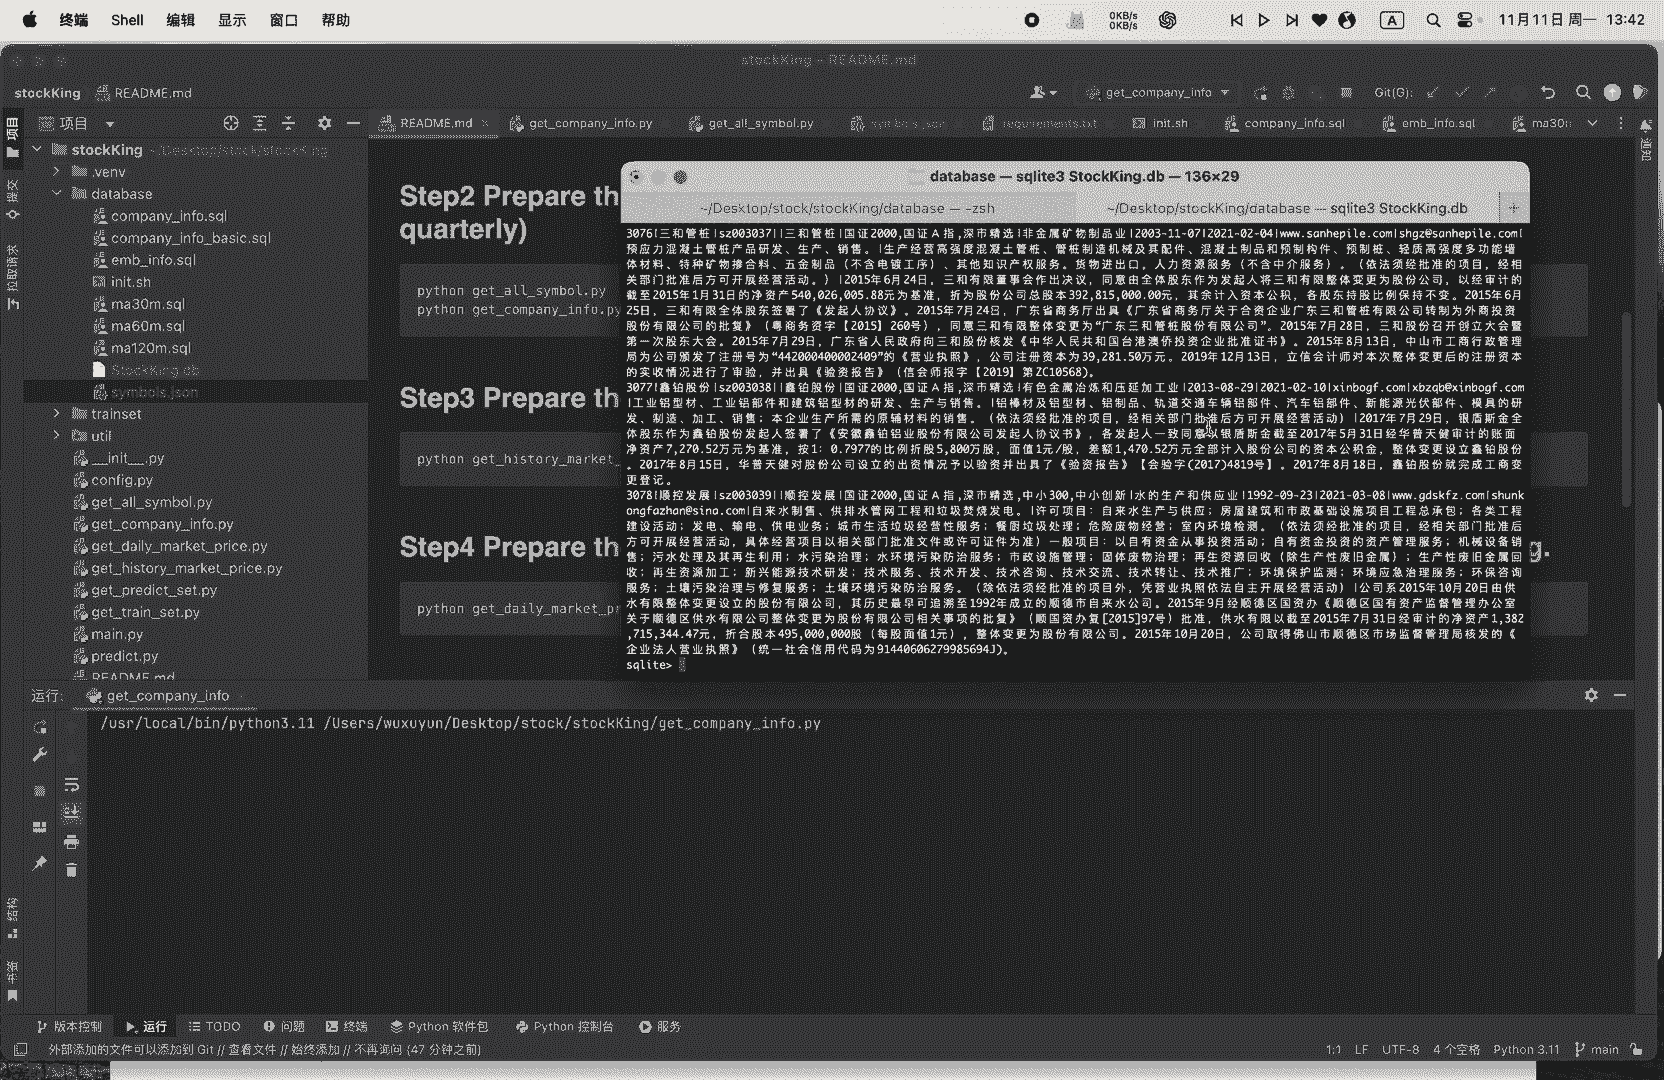 终端 Shell 编辑 显示 窗口 帮助
0KB/s
0KB/s
A
11月11日 周一 13:42
stockKing – README.md
stockKing README.md
get_company_info
Git(G):
项目
README.md
get_company_info.py
get_all_symbol.py
symbols.json
requirements.txt
init.sh
company_info.sql
emb_info.sql
ma30m
项目
提交
拉取请求
通知
stockKing ~/Desktop/stock/stockKing
.venv
database
company_info.sql
company_info_basic.sql
emb_info.sql
init.sh
ma30m.sql
ma60m.sql
ma120m.sql
StockKing.db
symbols.json
trainset
util
__init__.py
config.py
get_all_symbol.py
get_company_info.py
get_daily_market_price.py
get_history_market_price.py
get_predict_set.py
get_train_set.py
main.py
predict.py
README.md
Step2 Prepare th
quarterly)
python get_all_symbol.py
python get_company_info.py
Step3 Prepare th
python get_history_market_
Step4 Prepare th
g.
python get_daily_market_pr
database — sqlite3 StockKing.db — 136×29
~/Desktop/stock/stockKing/database — -zsh
~/Desktop/stock/stockKing/database — sqlite3 StockKing.db
3076|三和管桩|sz003037||三和管桩|国证2000,国证Ａ指,深市精选|非金属矿物制品业|2003-11-07|2021-02-04|www.sanhepile.com|shgz@sanhepile.com|
预应力混凝土管桩产品研发、生产、销售。|生产经营高强度混凝土管桩、管桩制造机械及其配件、混凝土制品和预制构件、预制桩、轻质高强度多功能墙
体材料、特种矿物掺合料、五金制品（不含电镀工序）、其他知识产权服务。货物进出口，人力资源服务（不含中介服务）。（依法须经批准的项目，经相
关部门批准后方可开展经营活动。）|2015年6月24日，三和有限董事会作出决议，同意由全体股东作为发起人将三和有限整体变更为股份公司，以经审计的
截至2015年1月31日的净资产540,026,005.88元为基准，折为股份公司总股本392,815,000.00元，其余计入资本公积，各股东持股比例保持不变。2015年6月
25日，三和有限全体股东签署了《发起人协议》。2015年7月24日，广东省商务厅出具《广东省商务厅关于合资企业广东三和管桩有限公司转制为外商投资
股份有限公司的批复》（粤商务资字【2015】260号），同意三和有限整体变更为“广东三和管桩股份有限公司”。2015年7月28日，三和股份召开创立大会暨
第一次股东大会。2015年7月29日，广东省人民政府向三和股份核发《中华人民共和国台港澳侨投资企业批准证书》。2015年8月13日，中山市工商行政管理
局为公司颁发了注册号为“442000400002409”的《营业执照》，公司注册资本为39,281.50万元。2019年12月13日，立信会计师对本次整体变更后的注册资本
的实收情况进行了审验，并出具《验资报告》（信会师报字【2019】第ZC10568）。
3077|鑫铂股份|sz003038||鑫铂股份|国证2000,国证Ａ指,深市精选|有色金属冶炼和压延加工业|2013-08-29|2021-02-10|xinbogf.com|xbzqb@xinbogf.com
|工业铝型材、工业铝部件和建筑铝型材的研发、生产与销售。|铝棒材及铝型材、铝制品、轨道交通车辆铝部件、汽车铝部件、新能源光伏部件、模具的研
发、制造、加工、销售；本企业生产所需的原辅材料的销售。（依法须经批准的项目，经相关部门批准后方可开展经营活动）|2017年7月29日，银盾斯金全
体股东作为鑫铂股份发起人签署了《安徽鑫铂铝业股份有限公司发起人协议书》，各发起人一致同意以银盾斯金截至2017年5月31日经华普天健审计的账面
净资产7,270.52万元为基准，按1：0.7977的比例折股5,800万股，面值1元/股，差额1,470.52万元全部计入股份公司的资本公积金，整体变更设立鑫铂股份
。2017年8月15日，华普天健对股份公司设立的出资情况予以验资并出具了《验资报告》【会验字(2017)4819号】。2017年8月18日，鑫铂股份就完成工商变
更登记。
3078|顺控发展|sz003039||顺控发展|国证2000,国证Ａ指,深市精选,中小300,中小创新|水的生产和供应业|1992-09-23|2021-03-08|www.gdskfz.com|shunk
ongfazhan@sina.com|自来水制售、供排水管网工程和垃圾焚烧发电。|许可项目：自来水生产与供应；房屋建筑和市政基础设施项目工程总承包；各类工程
建设活动；发电、输电、供电业务；城市生活垃圾经营性服务；餐厨垃圾处理；危险废物经营；室内环境检测。（依法须经批准的项目，经相关部门批准后
方可开展经营活动，具体经营项目以相关部门批准文件或许可证件为准）一般项目：以自有资金从事投资活动；自有资金投资的资产管理服务；机械设备销
售；污水处理及其再生利用；水污染治理；水环境污染防治服务；市政设施管理；固体废物治理；再生资源回收（除生产性废旧金属）；生产性废旧金属回
收；再生资源加工；新兴能源技术研发；技术服务、技术开发、技术咨询、技术交流、技术转让、技术推广；环境保护监测；环境应急治理服务；环保咨询
服务；土壤污染治理与修复服务；土壤环境污染防治服务。（除依法须经批准的项目外，凭营业执照依法自主开展经营活动）|公司系2015年10月20日由供
水有限整体变更设立的股份有限公司，其历史最早可追溯至1992年成立的顺德市自来水公司。2015年9月经顺德区国资办《顺德区国有资产监督管理办公室
关于顺德区供水有限公司整体变更为股份有限公司相关事项的批复》（顺国资办复[2015]97号）批准，供水有限以截至2015年7月31日经审计的净资产1,382
,715,344.47元，折合股本495,000,000股（每股面值1元），整体变更为股份有限公司。2015年10月20日，公司取得佛山市顺德区市场监督管理局核发的《
企业法人营业执照》（统一社会信用代码为91440606279985694J）。
sqlite>
运行: get_company_info
/usr/local/bin/python3.11 /Users/wuxuyun/Desktop/stock/stockKing/get_company_info.py
结构
书签
版本控制 运行 TODO 问题 终端 Python 软件包 Python 控制台 服务
外部添加的文件可以添加到 Git // 查看文件 // 始终添加 // 不再询问 (47 分钟之前)
1:1 LF UTF-8 4 个空格 Python 3.11 main